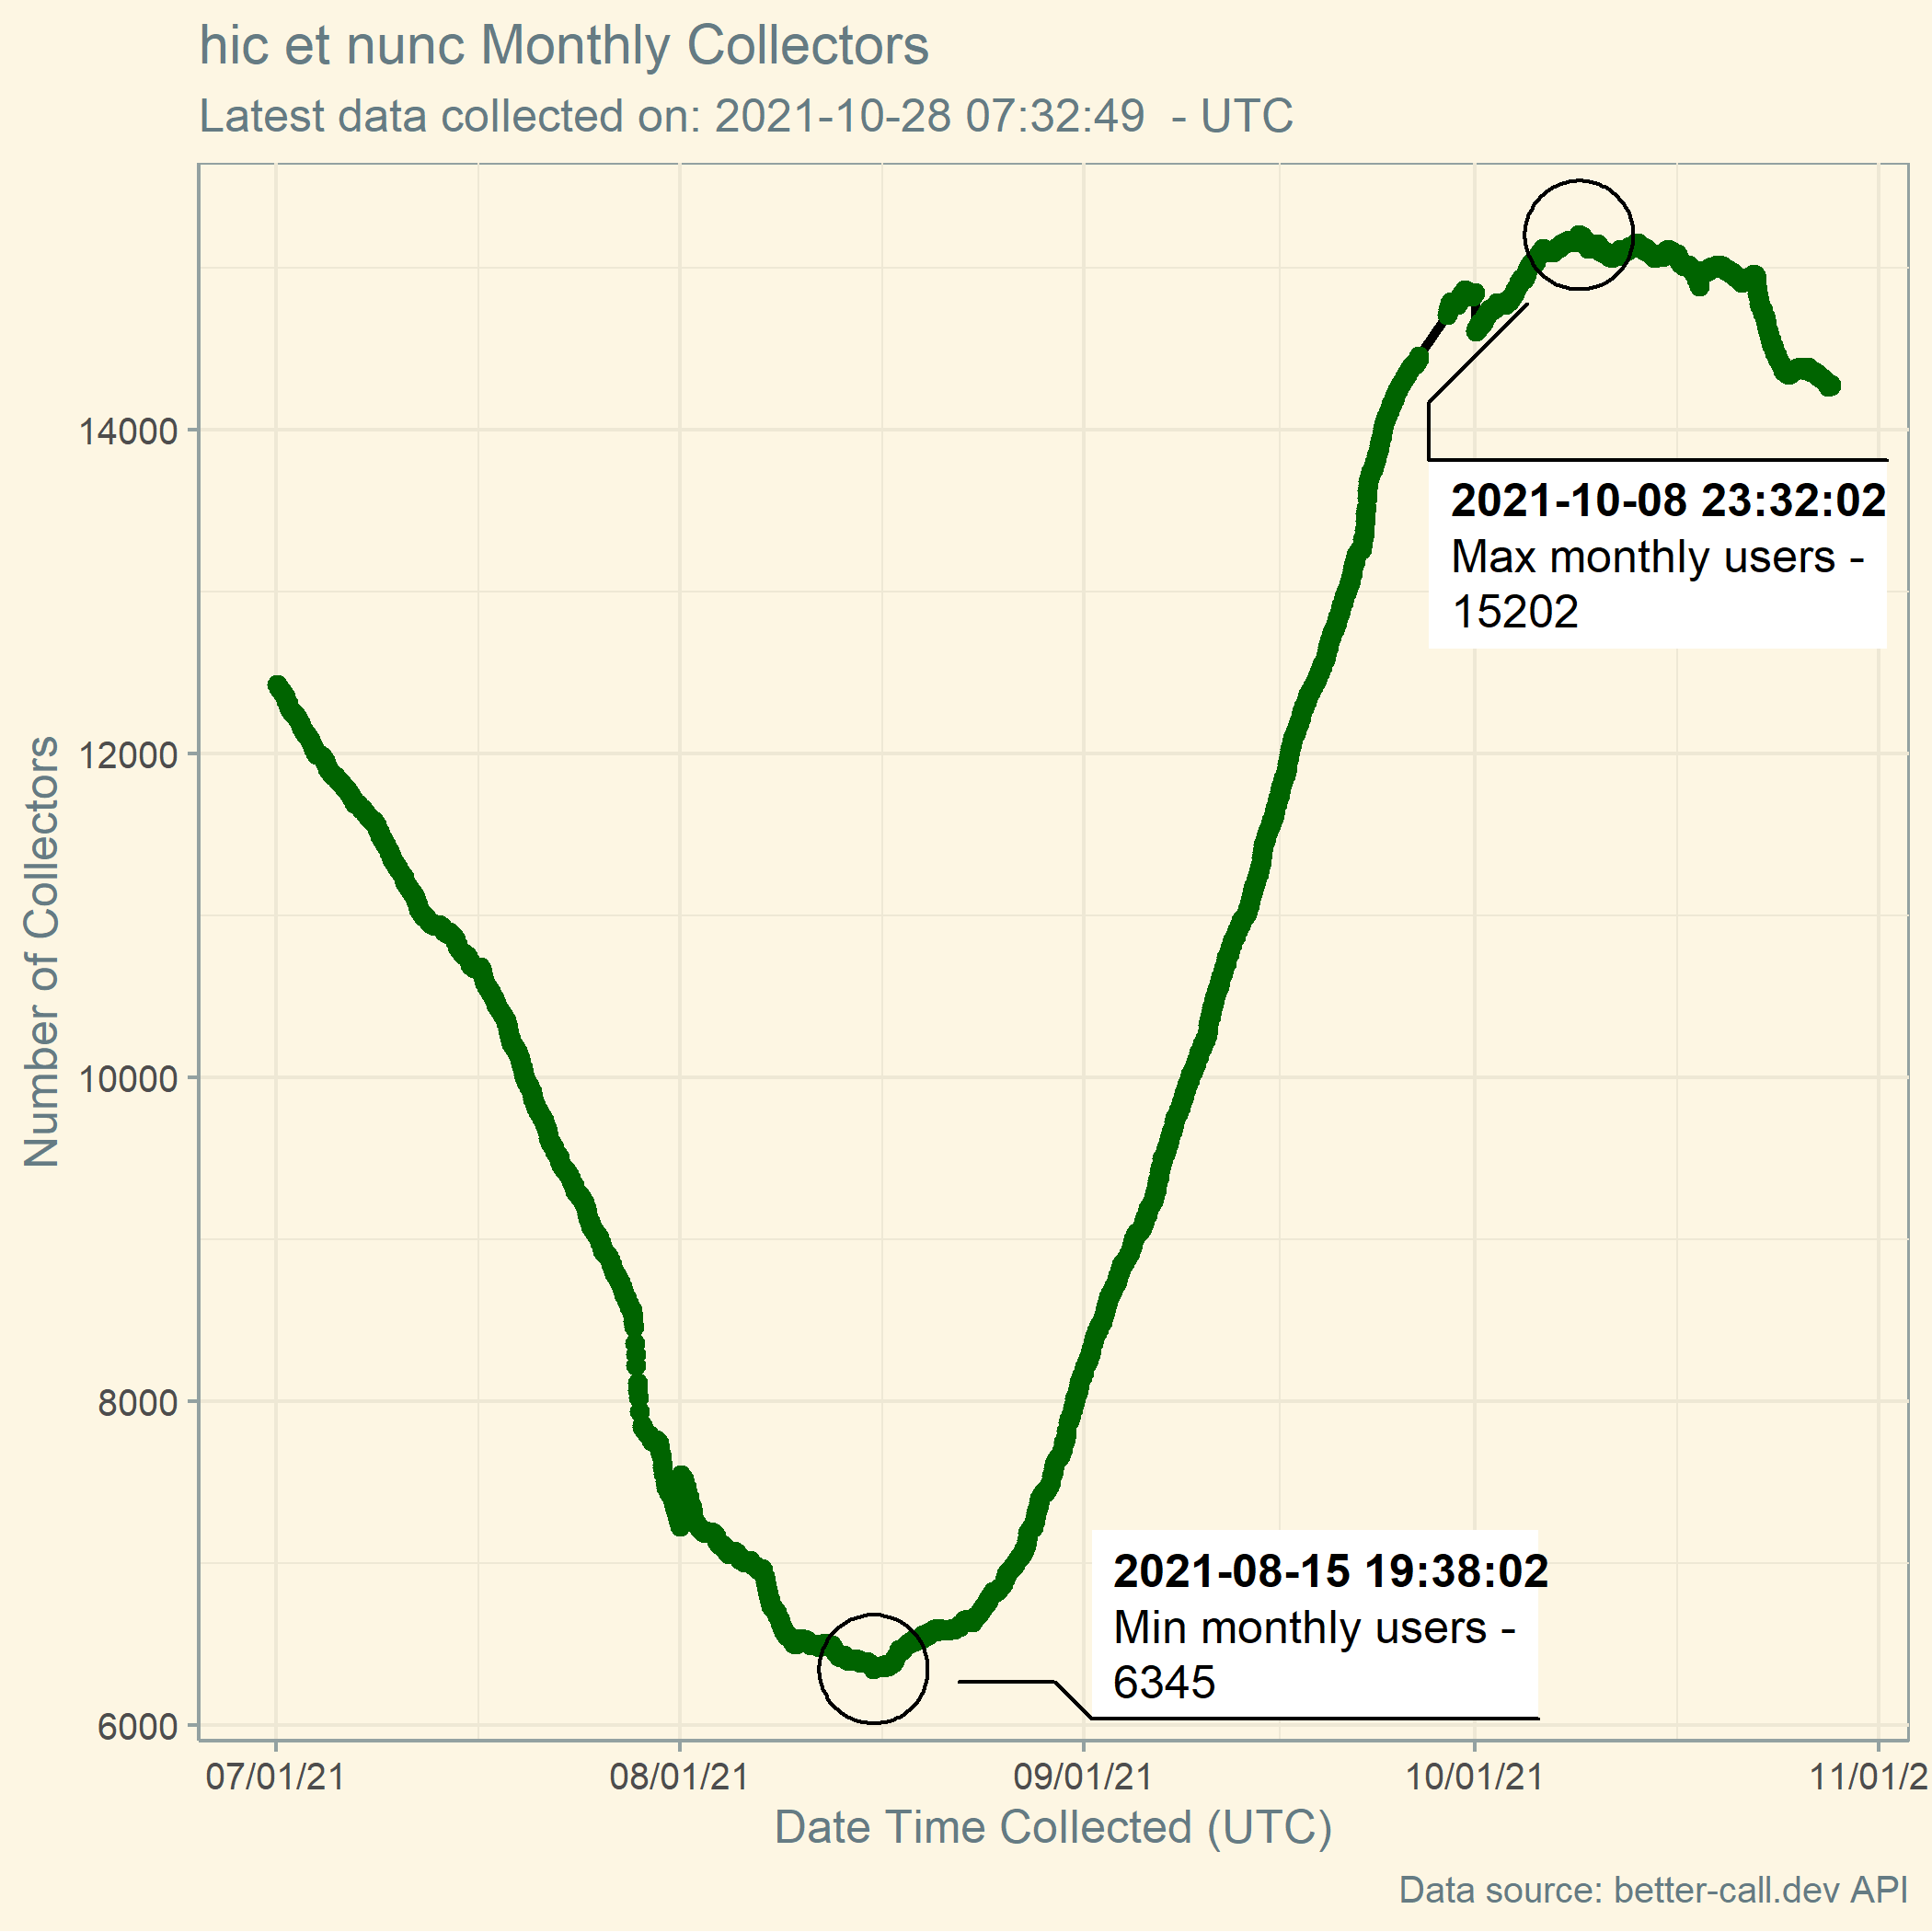 hic et nunc Monthly Collectors
Latest data collected on: 2021-10-28 07:32:49  - UTC
Number of Collectors
14000
12000
10000
8000
6000
2021-10-08 23:32:02
Max monthly users -
15202
2021-08-15 19:38:02
Min monthly users -
6345
07/01/21 08/01/21 09/01/21 10/01/21 11/01/2
Date Time Collected (UTC)
Data source: better-call.dev API